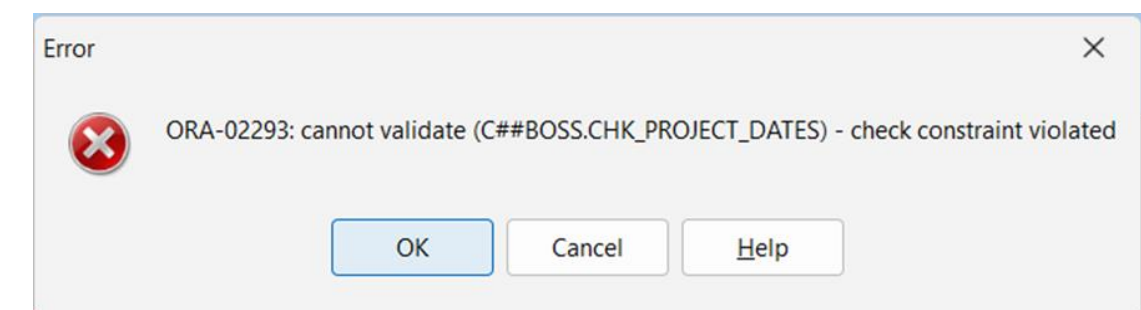 Error
ORA-02293: cannot validate (C##BOSS.CHK_PROJECT_DATES) - check constraint violated
OK Cancel Help